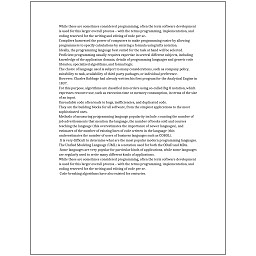 While these are sometimes considered programming, often the term software development
is used for this larger overall process – with the terms programming, implementation, and
coding reserved for the writing and editing of code per se.
Compilers harnessed the power of computers to make programming easier by allowing
programmers to specify calculations by entering a formula using infix notation.
Ideally, the programming language best suited for the task at hand will be selected.
Proficient programming usually requires expertise in several different subjects, including
knowledge of the application domain, details of programming languages and generic code
libraries, specialized algorithms, and formal logic.
The choice of language used is subject to many considerations, such as company policy,
suitability to task, availability of third-party packages, or individual preference.
However, Charles Babbage had already written his first program for the Analytical Engine in
1837.
For this purpose, algorithms are classified into orders using so-called Big O notation, which
expresses resource use, such as execution time or memory consumption, in terms of the size
of an input.
Unreadable code often leads to bugs, inefficiencies, and duplicated code.
They are the building blocks for all software, from the simplest applications to the most
sophisticated ones.
Methods of measuring programming language popularity include: counting the number of
job advertisements that mention the language, the number of books sold and courses
teaching the language (this overestimates the importance of newer languages), and
estimates of the number of existing lines of code written in the language (this
underestimates the number of users of business languages such as COBOL).
It is very difficult to determine what are the most popular modern programming languages.
The Unified Modeling Language (UML) is a notation used for both the OOAD and MDA.
Some languages are very popular for particular kinds of applications, while some languages
are regularly used to write many different kinds of applications.
While these are sometimes considered programming, often the term software development
is used for this larger overall process – with the terms programming, implementation, and
coding reserved for the writing and editing of code per se.
Code-breaking algorithms have also existed for centuries.